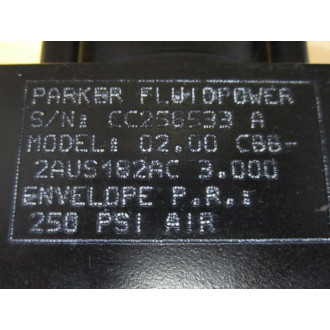 PARKER FLUIDPOWER
S/N: CC256533 A
MODEL: 02.00 CBB-
2AUS182AC 3.000
ENVELOPE P.R.:
250 PSI AIR